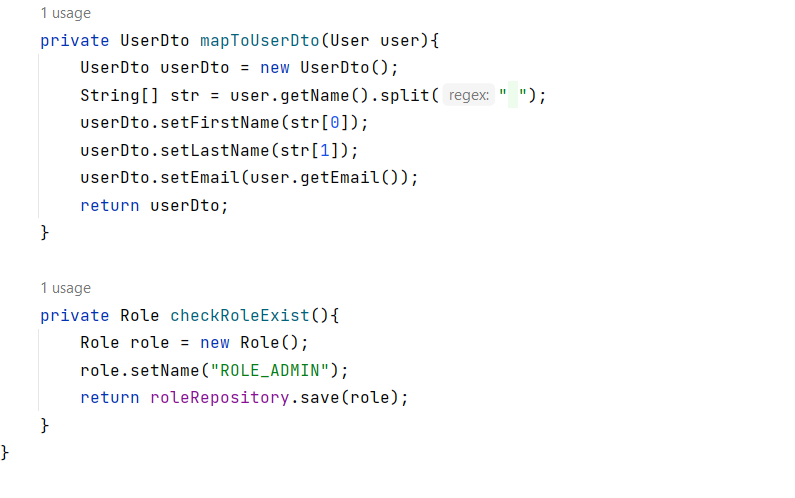 1 usage
private UserDto mapToUserDto(User user){
UserDto userDto = new UserDto();
String[] str = user.getName().split( regex: " ");
userDto.setFirstName(str[0]);
userDto.setLastName(str[1]);
userDto.setEmail(user.getEmail());
return userDto;
}
1 usage
private Role checkRoleExist(){
Role role = new Role();
role.setName("ROLE_ADMIN");
return roleRepository.save(role);
}
}